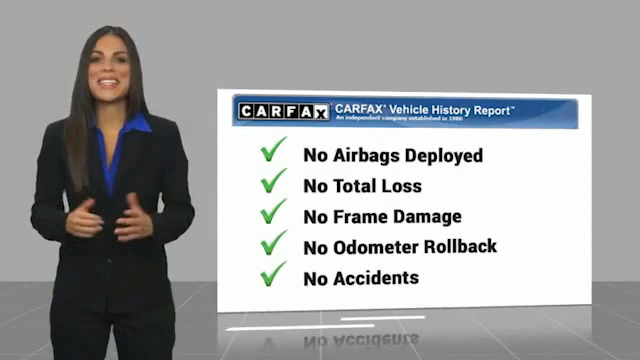 CARFAX CARFAX® Vehicle History Report™
An independent company established in 1986
No Airbags Deployed
No Total Loss
No Frame Damage
No Odometer Rollback
No Accidents